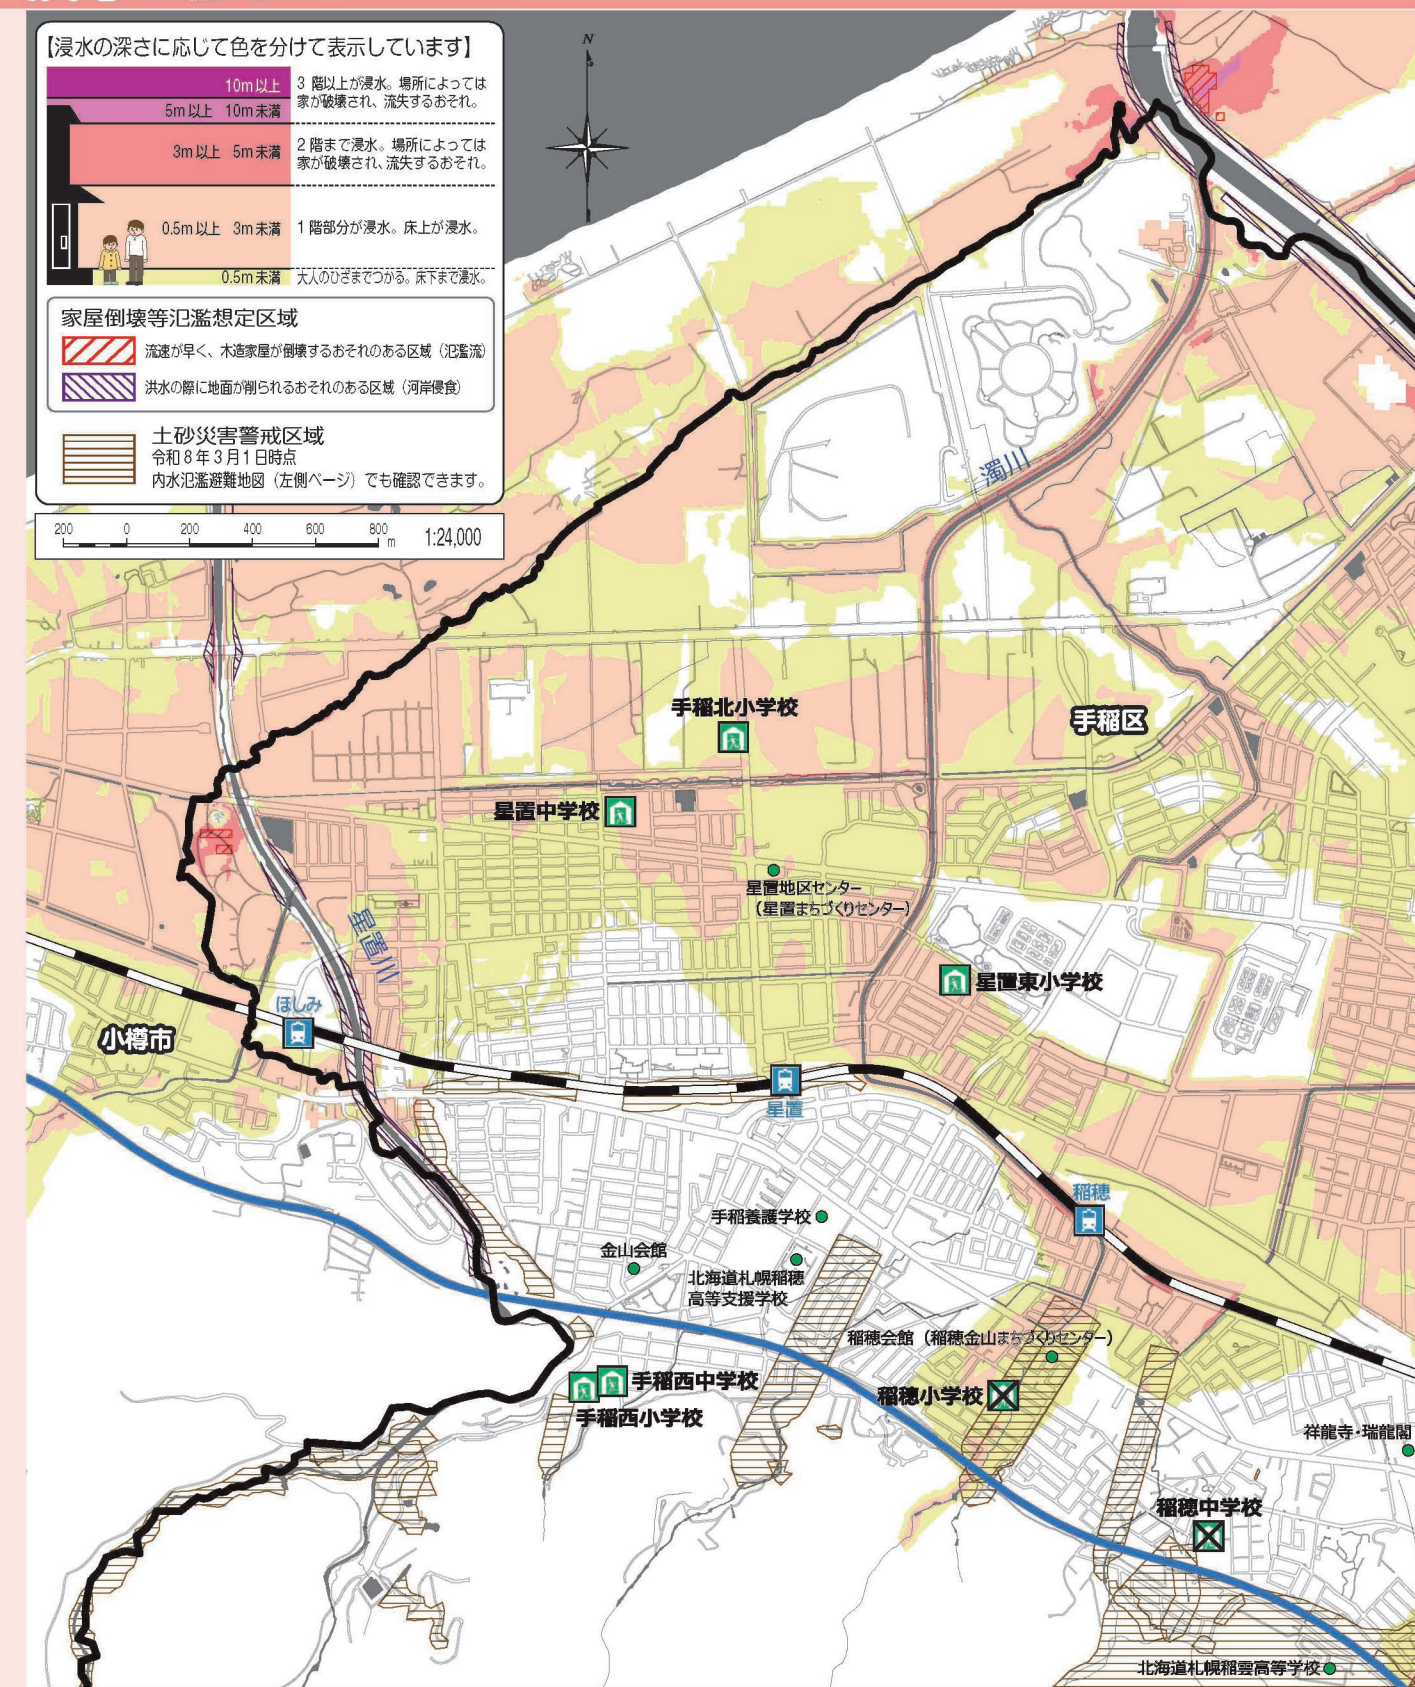 【浸水の深さに応じて色を分けて表示しています】
10m以上
3 階以上が浸水。場所によっては
家が破壊され、流失するおそれ。
5m以上 10m未満
3m以上 5m未満
2 階まで浸水。場所によっては
家が破壊され、流失するおそれ。
0.5m以上 3m未満
1 階部分が浸水。床上が浸水。
0.5m未満
大人のひざまでつかる。床下まで浸水。
家屋倒壊等氾濫想定区域
流速が早く、木造家屋が倒壊するおそれのある区域（氾濫流）
洪水の際に地面が削られるおそれのある区域（河岸侵食）
土砂災害警戒区域
令和8年3月1日時点
内水氾濫避難地図（左側ページ）でも確認できます。
200 0 200 400 600 800 m 1:24,000
N
濁川
手稲北小学校
手稲区
星置中学校
星置地区センター
（星置まちづくりセンター）
星置川
星置東小学校
ほしみ
小樽市
星置
稲穂
手稲養護学校
金山会館
北海道札幌稲穂
高等支援学校
稲穂会館（稲穂金山まちづくりセンター）
手稲西中学校
手稲西小学校
稲穂小学校
祥龍寺・瑞龍閣
稲穂中学校
北海道札幌稲雲高等学校